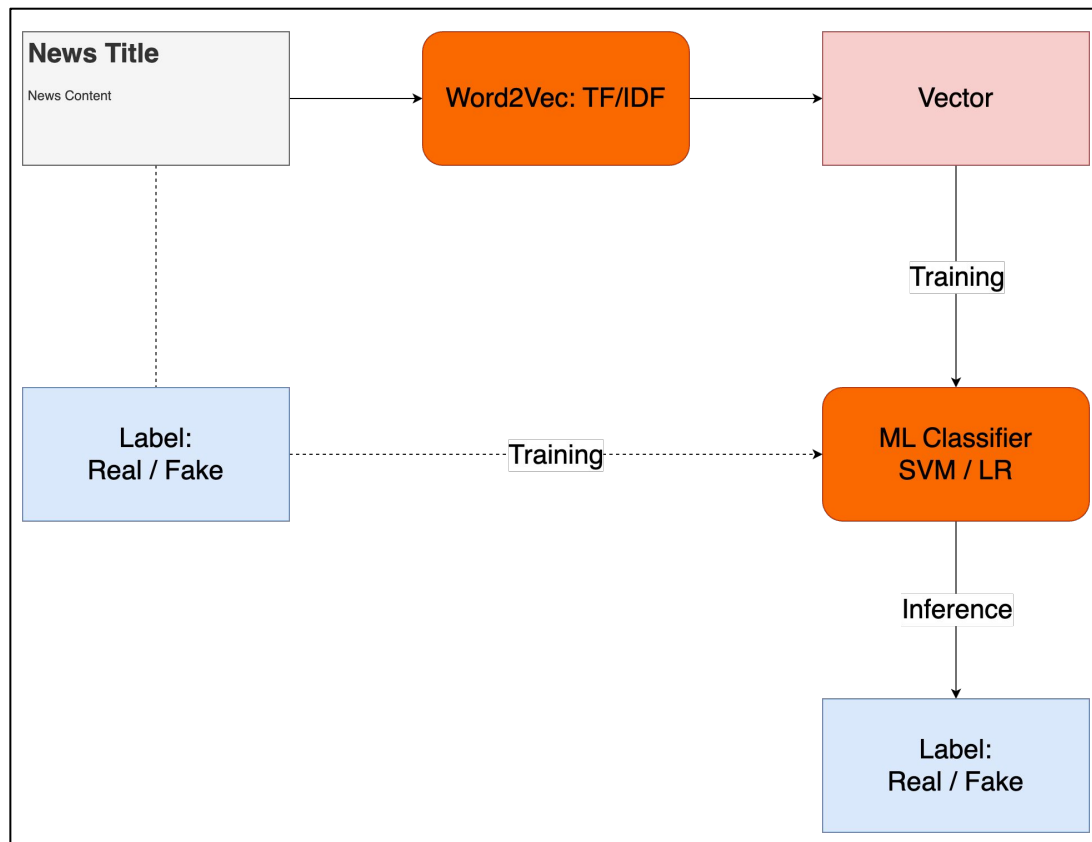 News Title
News Content
Word2Vec: TF/IDF
Vector
Training
Label:
Real / Fake
Training
ML Classifier
SVM / LR
Inference
Label:
Real / Fake